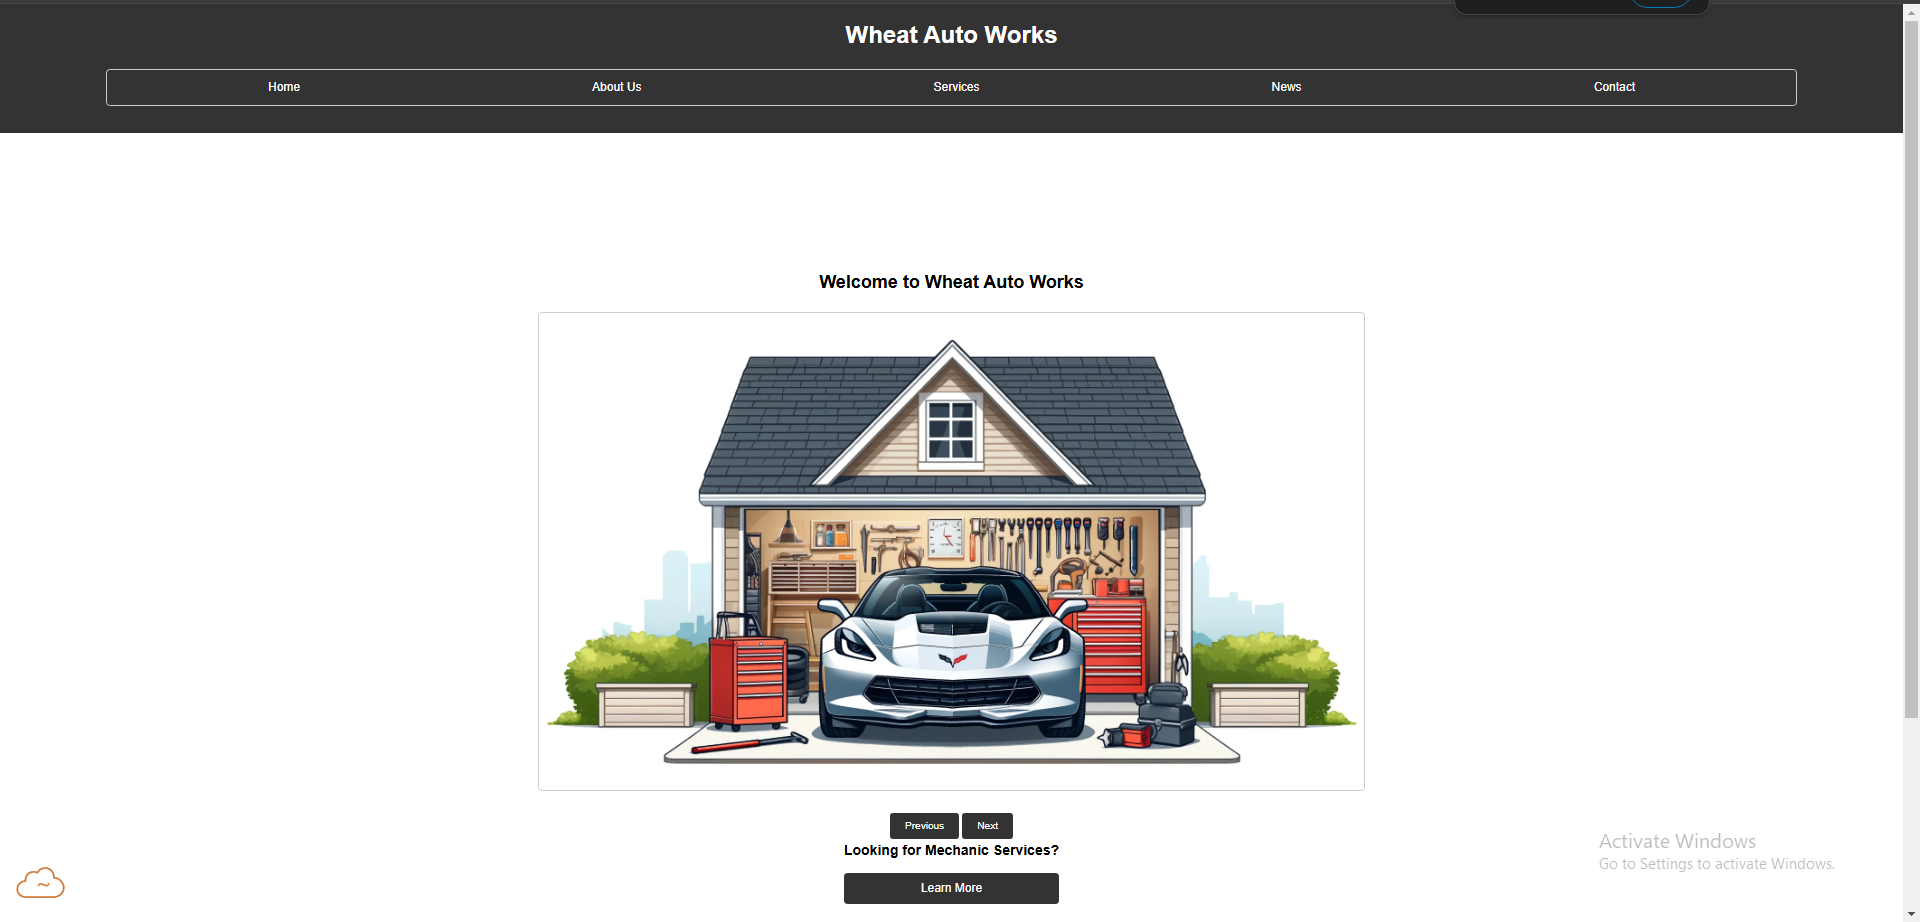 Wheat Auto Works
Home About Us Services News Contact
Welcome to Wheat Auto Works
Previous Next
Looking for Mechanic Services?
Learn More
Activate Windows
Go to Settings to activate Windows.